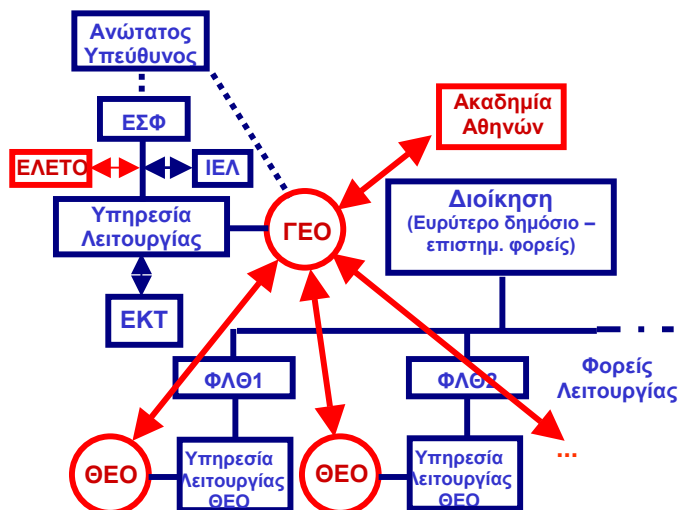 Ανώτατος
Υπεύθυνος
Ακαδημία
Αθηνών
ΕΣΦ
ΕΛΕΤΟ
ΙΕΛ
Διοίκηση
(Ευρύτερο δημόσιο –
επιστημ. φορείς)
Υπηρεσία
Λειτουργίας
ΓΕΟ
ΕΚΤ
ΦΛΘ1
ΦΛΘ2
Φορείς
Λειτουργίας
ΘΕΟ
Υπηρεσία
Λειτουργίας
ΘΕΟ
ΘΕΟ
Υπηρεσία
Λειτουργίας
ΘΕΟ
...